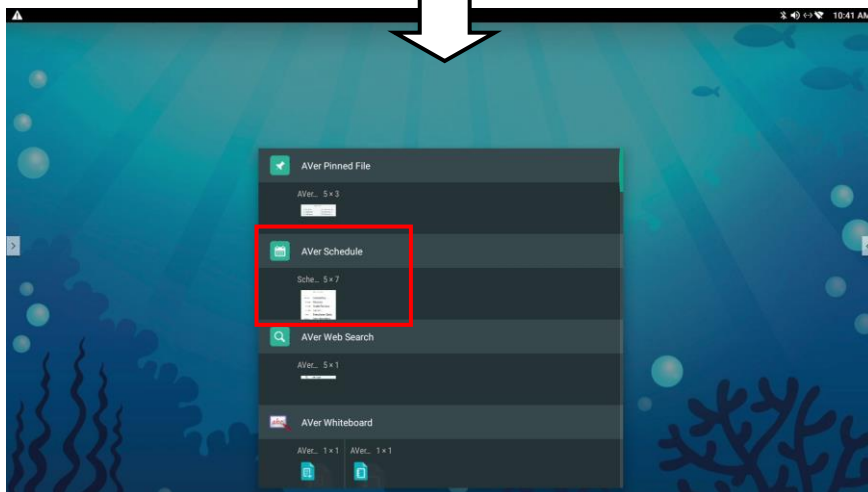 10:41 AM
AVer Pinned File
AVer... 5 × 3
AVer Schedule
Sche... 5 × 7
AVer Web Search
AVer... 5 × 1
AVer Whiteboard
AVer... 1 × 1 AVer... 1 × 1